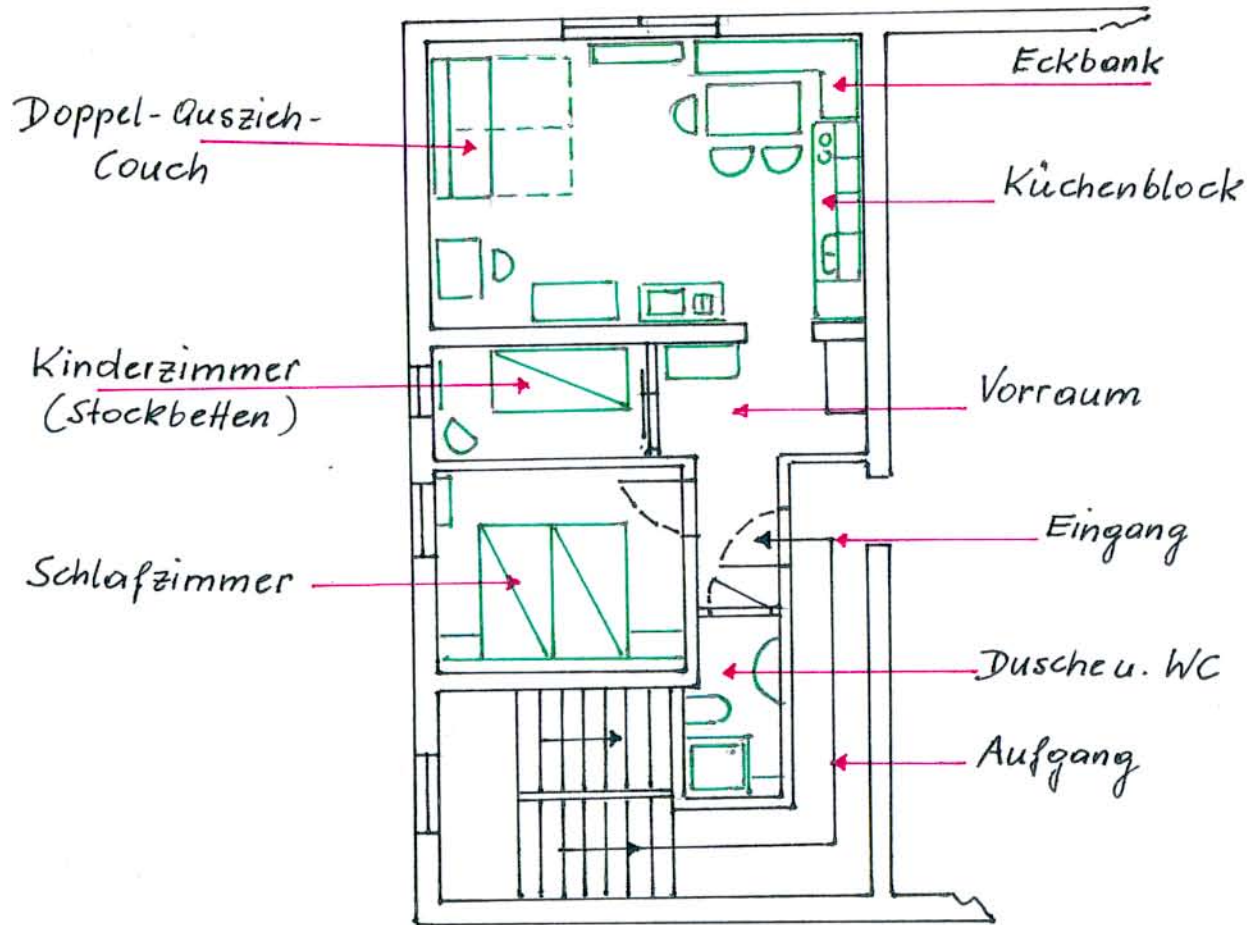 Eckbank
Doppel-Auszieh-
Couch
Küchenblock
Kinderzimmer
(Stockbetten)
Vorraum
Eingang
Schlafzimmer
Dusche u. WC
Aufgang